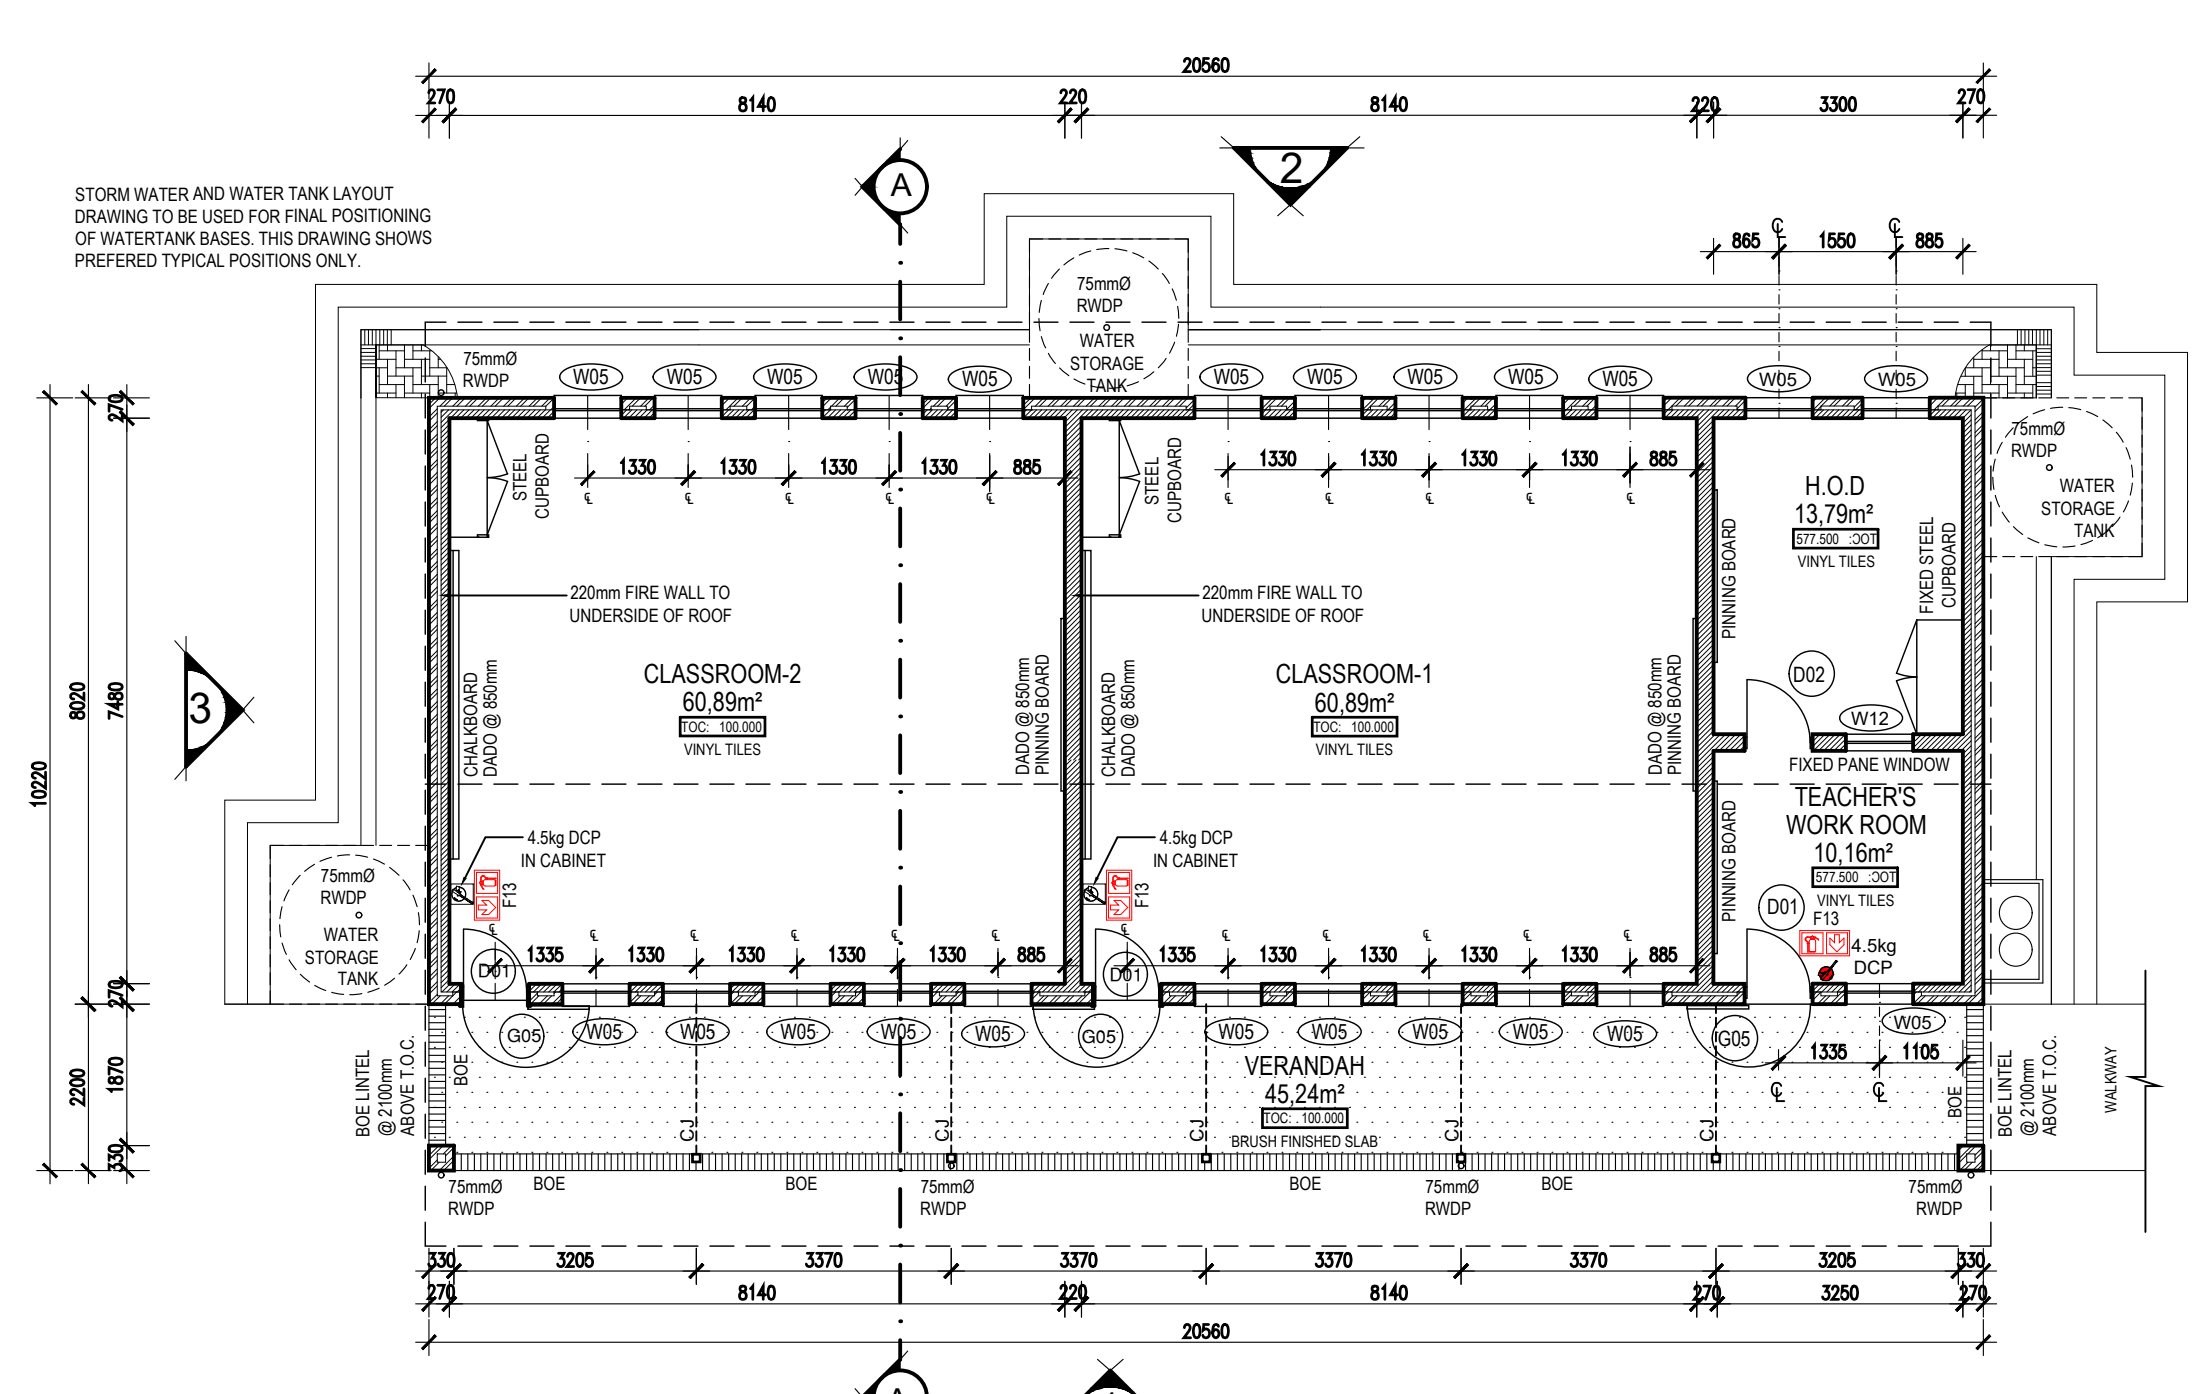 20560
270
8140
220
8140
220
3300
270
A
2
STORM WATER AND WATER TANK LAYOUT
DRAWING TO BE USED FOR FINAL POSITIONING
OF WATERTANK BASES. THIS DRAWING SHOWS
PREFERED TYPICAL POSITIONS ONLY.
℄
℄
865
1550
885
75mmØ
RWDP
WATER
STORAGE
TANK
75mmØ
RWDP
W05
W05
W05
W05
W05
W05
W05
W05
W05
W05
W05
W05
270
75mmØ
RWDP
WATER
STORAGE
TANK
STEEL
CUPBOARD
1330
1330
1330
1330
885
℄
℄
℄
℄
℄
STEEL
CUPBOARD
1330
1330
1330
1330
885
℄
℄
℄
℄
℄
H.O.D
13,79m²
577.500 :TOC
VINYL TILES
PINNING BOARD
FIXED STEEL
CUPBOARD
220mm FIRE WALL TO
UNDERSIDE OF ROOF
220mm FIRE WALL TO
UNDERSIDE OF ROOF
3
10220
8020
7480
CHALKBOARD
DADO @ 850mm
CLASSROOM-2
60,89m²
TOC: 100.000
VINYL TILES
DADO @ 850mm
PINNING BOARD
CHALKBOARD
DADO @ 850mm
CLASSROOM-1
60,89m²
TOC: 100.000
VINYL TILES
DADO @ 850mm
PINNING BOARD
D02
W12
FIXED PANE WINDOW
TEACHER'S
WORK ROOM
10,16m²
577.500 :TOC
VINYL TILES
PINNING BOARD
D01
F13
4.5kg
DCP
4.5kg DCP
IN CABINET
F13
4.5kg DCP
IN CABINET
F13
75mmØ
RWDP
WATER
STORAGE
TANK
℄
℄
℄
℄
℄
℄
1335
1330
1330
1330
1330
885
D01
℄
℄
℄
℄
℄
℄
1335
1330
1330
1330
1330
885
D01
270
G05
W05
W05
W05
W05
W05
G05
W05
W05
W05
W05
W05
G05
W05
1335
1105
℄
℄
2200
1870
330
BOE LINTEL
@ 2100mm
ABOVE T.O.C.
BOE
VERANDAH
45,24m²
TOC: 100.000
BRUSH FINISHED SLAB
CJ
CJ
CJ
CJ
CJ
BOE
BOE LINTEL
@ 2100mm
ABOVE T.O.C.
WALKWAY
75mmØ
RWDP
BOE
BOE
75mmØ
RWDP
BOE
75mmØ
RWDP
BOE
75mmØ
RWDP
330
3205
3370
3370
3370
3370
3205
330
270
8140
220
8140
270
3250
270
20560